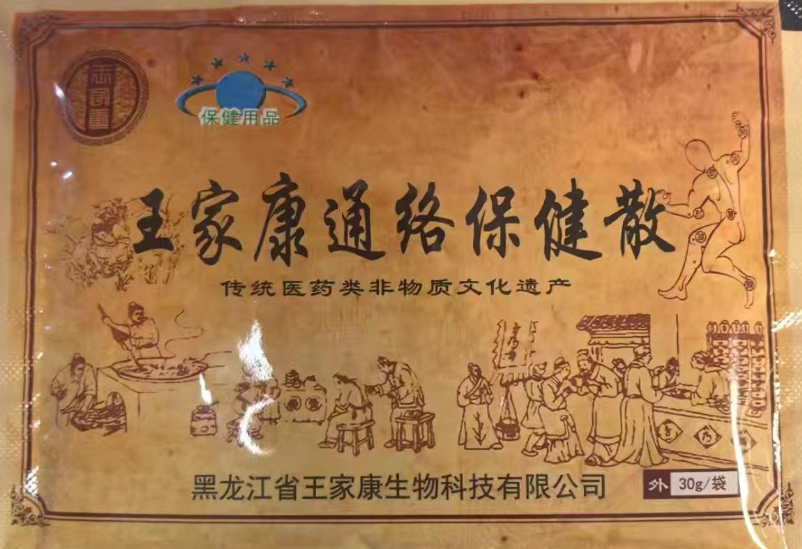 保健用品
王家康通络保健散
传统医药类非物质文化遗产
黑龙江省王家康生物科技有限公司
外 30g/袋